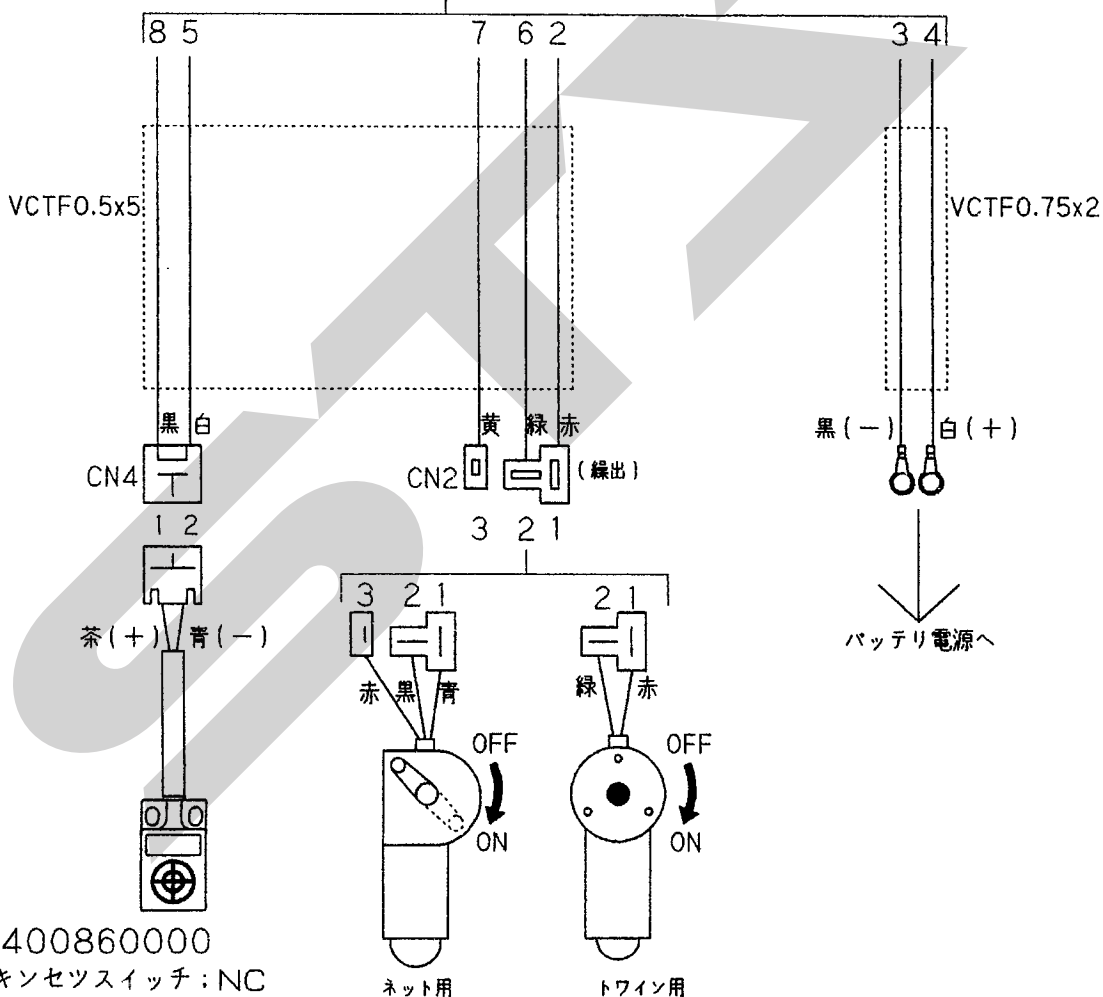 8 5 7 6 2 3 4
VCTF0.5x5
VCTF0.75x2
黒 白
黄 緑 赤
黒(−) 白(+)
CN4
CN2
(繰出)
1 2
3 2 1
3 2 1
2 1
茶(+) 青(−)
バッテリ電源へ
赤 黒 青
緑 赤
OFF
ON
OFF
ON
400860000
キンセツスイッチ;NC
ネット用
トワイン用